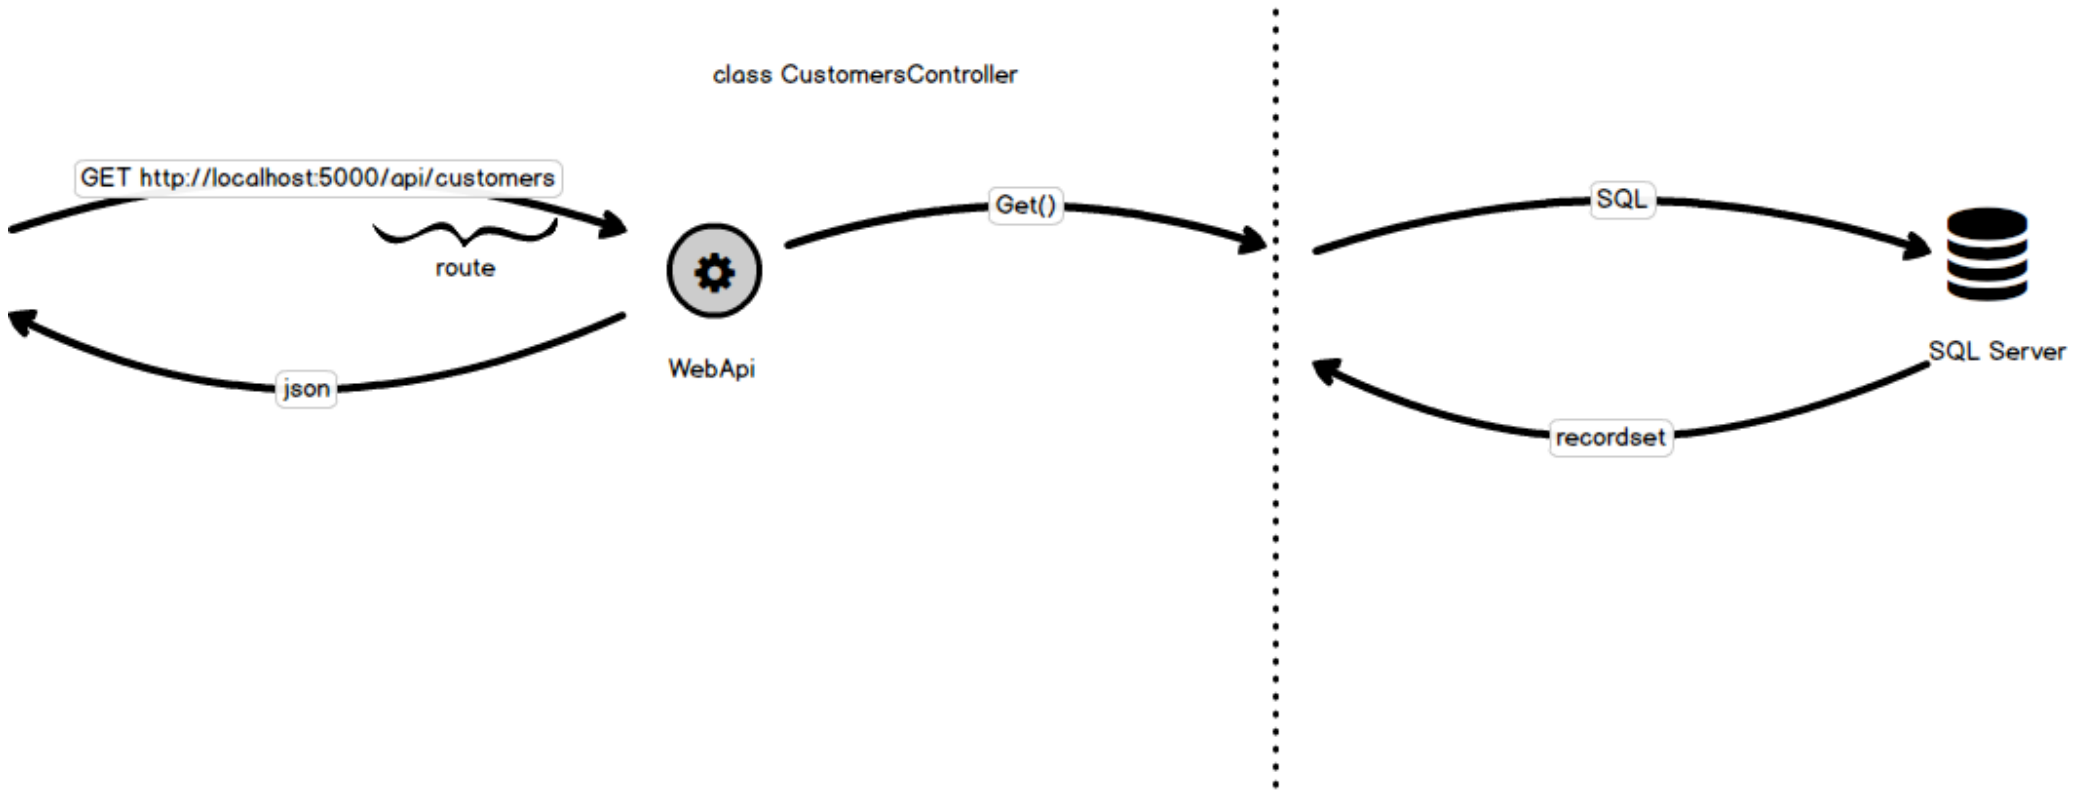 class CustomersController
GET http://localhost:5000/api/customers
route
json
WebApi
Get()
SQL
SQL Server
recordset